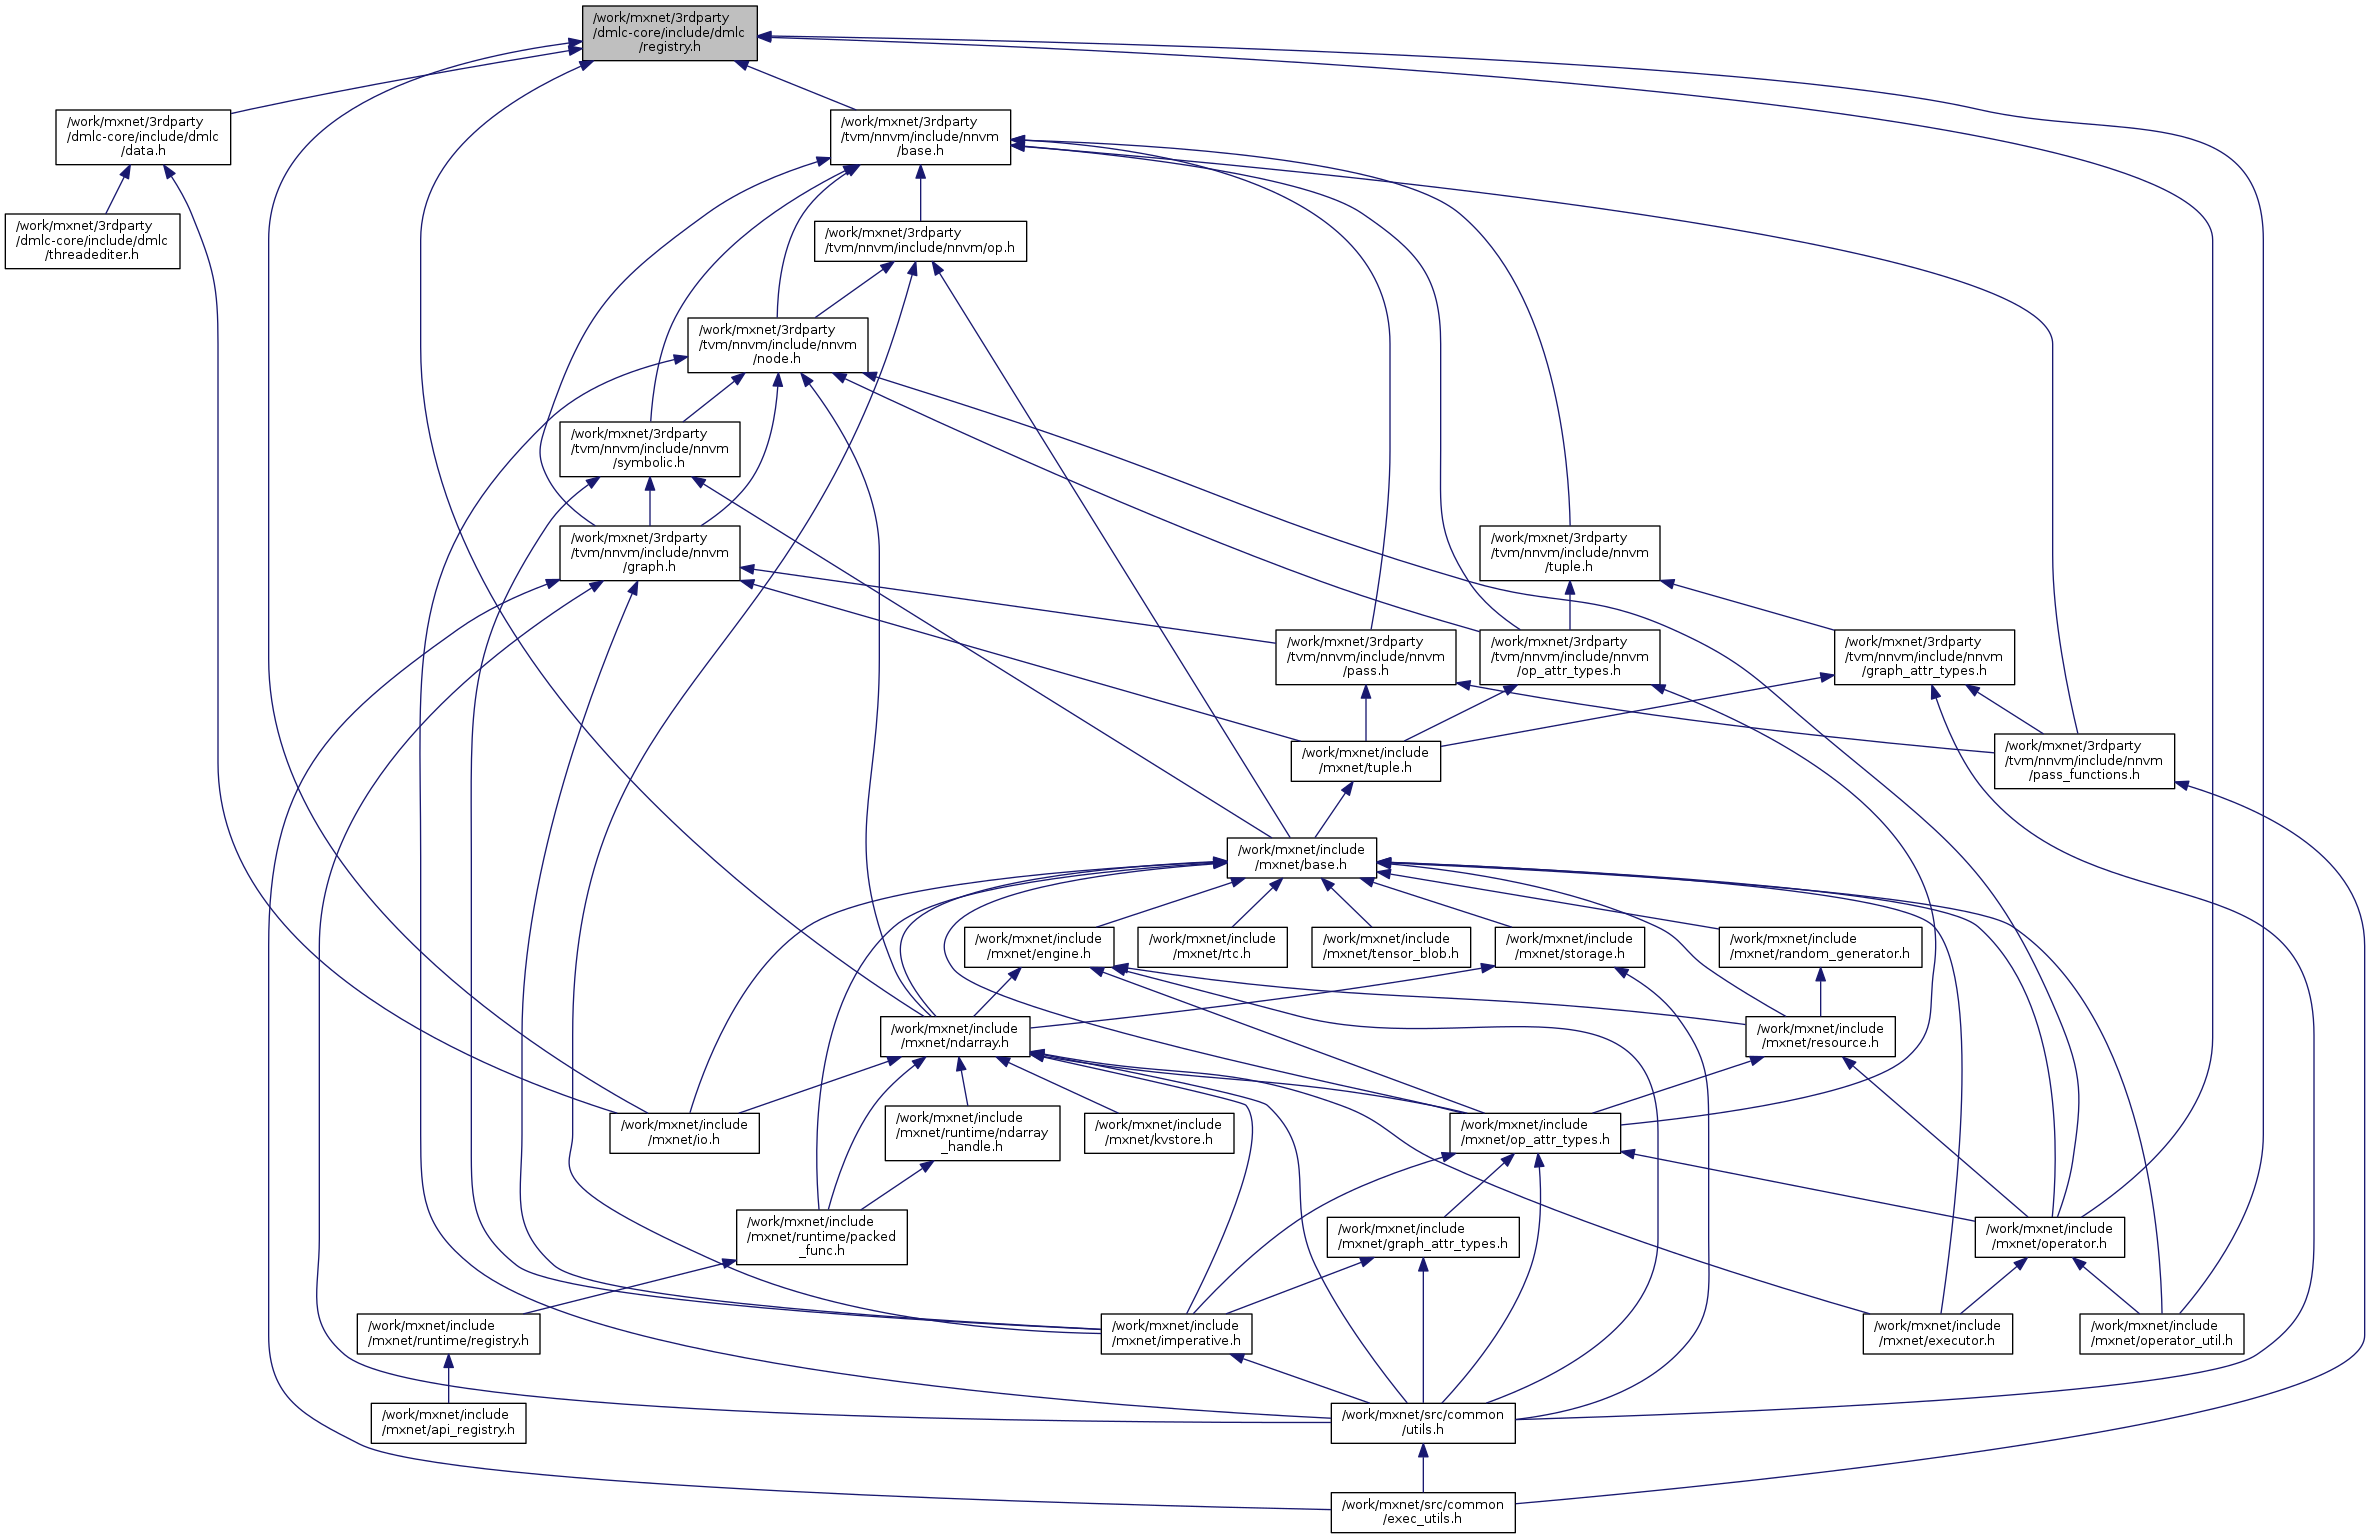 /work/mxnet/3rdparty
/dmlc-core/include/dmlc
/registry.h
/work/mxnet/3rdparty
/dmlc-core/include/dmlc
/data.h
/work/mxnet/3rdparty
/tvm/nnvm/include/nnvm
/base.h
/work/mxnet/3rdparty
/dmlc-core/include/dmlc
/threadediter.h
/work/mxnet/3rdparty
/tvm/nnvm/include/nnvm/op.h
/work/mxnet/3rdparty
/tvm/nnvm/include/nnvm
/node.h
/work/mxnet/3rdparty
/tvm/nnvm/include/nnvm
/symbolic.h
/work/mxnet/3rdparty
/tvm/nnvm/include/nnvm
/graph.h
/work/mxnet/3rdparty
/tvm/nnvm/include/nnvm
/tuple.h
/work/mxnet/3rdparty
/tvm/nnvm/include/nnvm
/pass.h
/work/mxnet/3rdparty
/tvm/nnvm/include/nnvm
/op_attr_types.h
/work/mxnet/3rdparty
/tvm/nnvm/include/nnvm
/graph_attr_types.h
/work/mxnet/include
/mxnet/tuple.h
/work/mxnet/3rdparty
/tvm/nnvm/include/nnvm
/pass_functions.h
/work/mxnet/include
/mxnet/base.h
/work/mxnet/include
/mxnet/engine.h
/work/mxnet/include
/mxnet/rtc.h
/work/mxnet/include
/mxnet/tensor_blob.h
/work/mxnet/include
/mxnet/storage.h
/work/mxnet/include
/mxnet/random_generator.h
/work/mxnet/include
/mxnet/ndarray.h
/work/mxnet/include
/mxnet/resource.h
/work/mxnet/include
/mxnet/io.h
/work/mxnet/include
/mxnet/runtime/ndarray
_handle.h
/work/mxnet/include
/mxnet/kvstore.h
/work/mxnet/include
/mxnet/op_attr_types.h
/work/mxnet/include
/mxnet/runtime/packed
_func.h
/work/mxnet/include
/mxnet/graph_attr_types.h
/work/mxnet/include
/mxnet/operator.h
/work/mxnet/include
/mxnet/runtime/registry.h
/work/mxnet/include
/mxnet/imperative.h
/work/mxnet/include
/mxnet/executor.h
/work/mxnet/include
/mxnet/operator_util.h
/work/mxnet/include
/mxnet/api_registry.h
/work/mxnet/src/common
/utils.h
/work/mxnet/src/common
/exec_utils.h